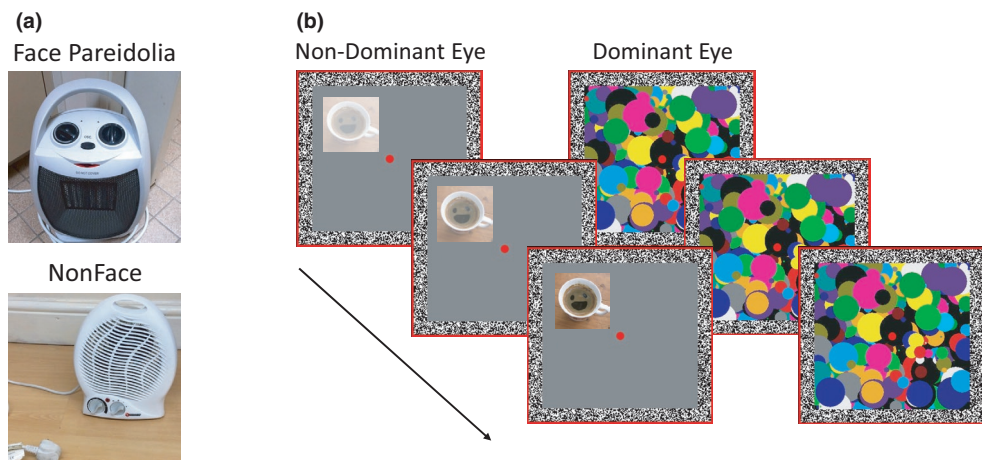 (a)
Face Pareidolia
NonFace
(b)
Non-Dominant Eye
Dominant Eye